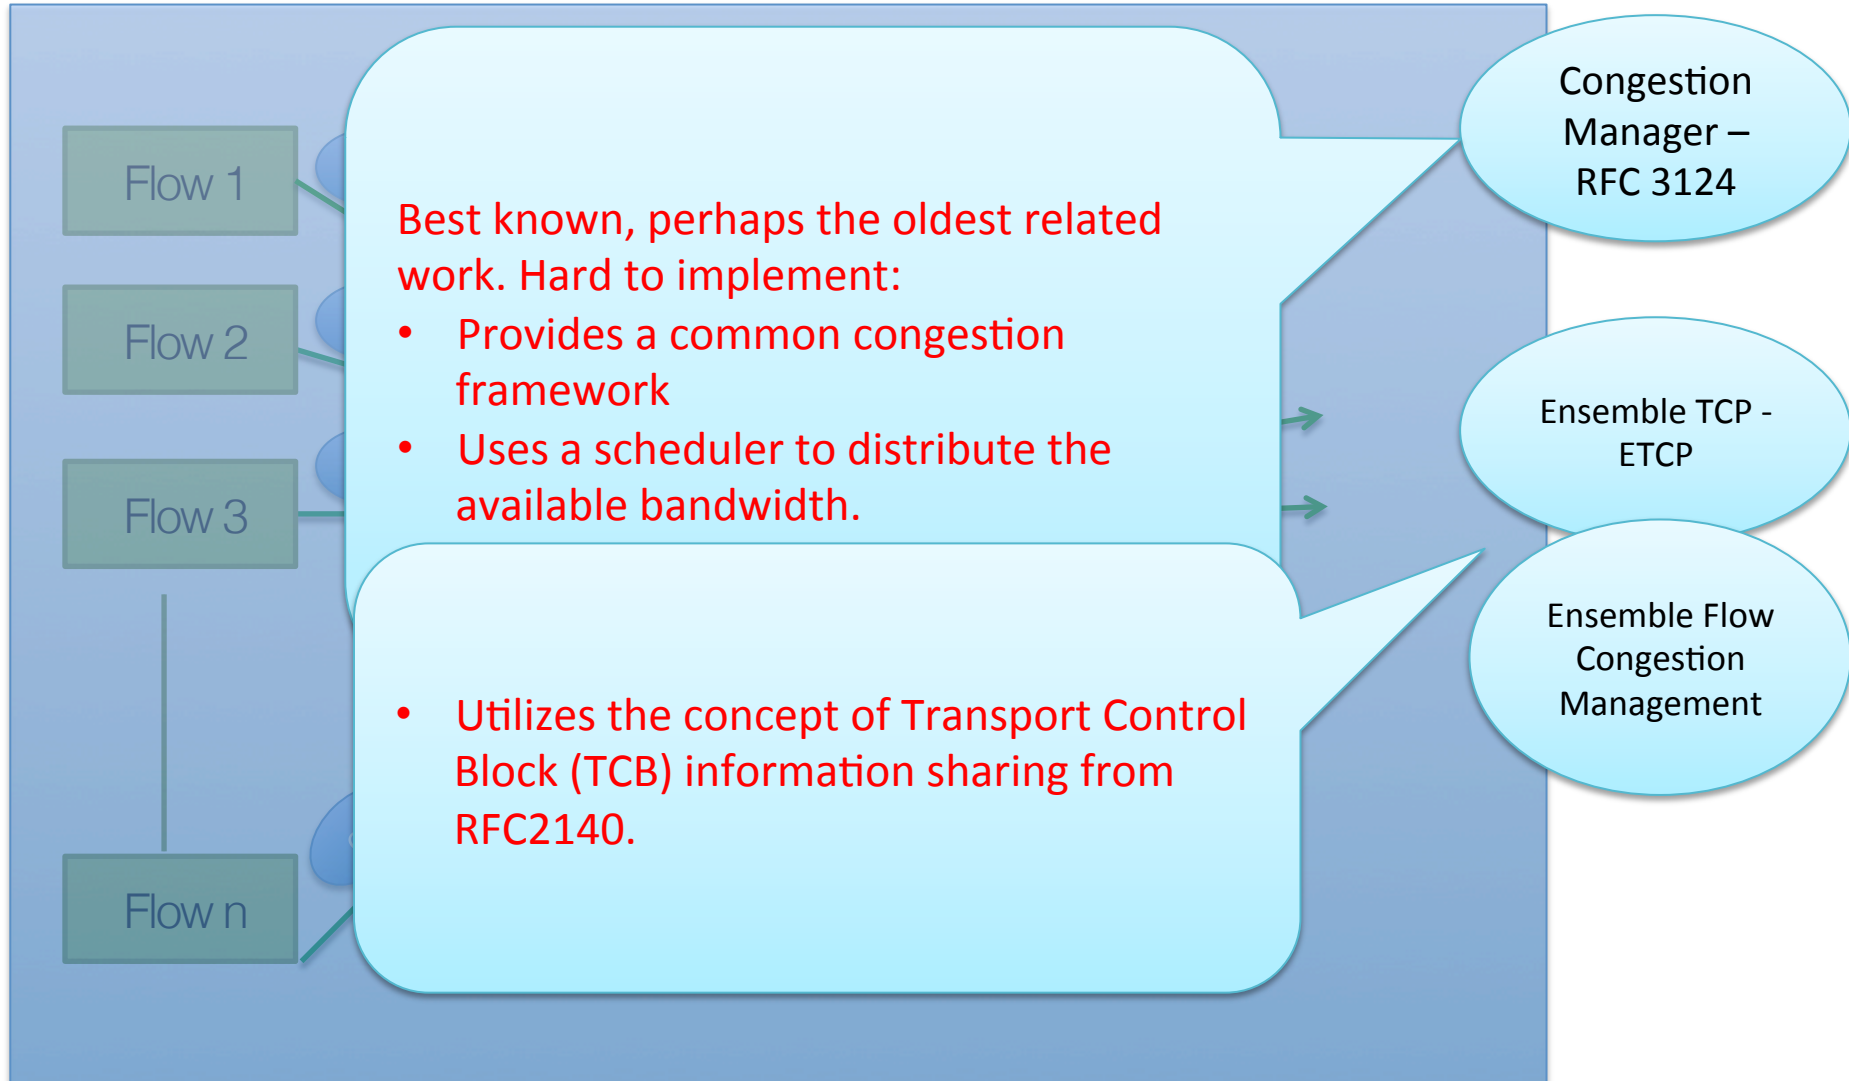 Flow 1
Flow 2
Flow 3
Flow n
Best known, perhaps the oldest related
work. Hard to implement:
• Provides a common congestion
framework
• Uses a scheduler to distribute the
available bandwidth.
• Utilizes the concept of Transport Control
Block (TCB) information sharing from
RFC2140.
Congestion
Manager –
RFC 3124
Ensemble TCP -
ETCP
Ensemble Flow
Congestion
Management